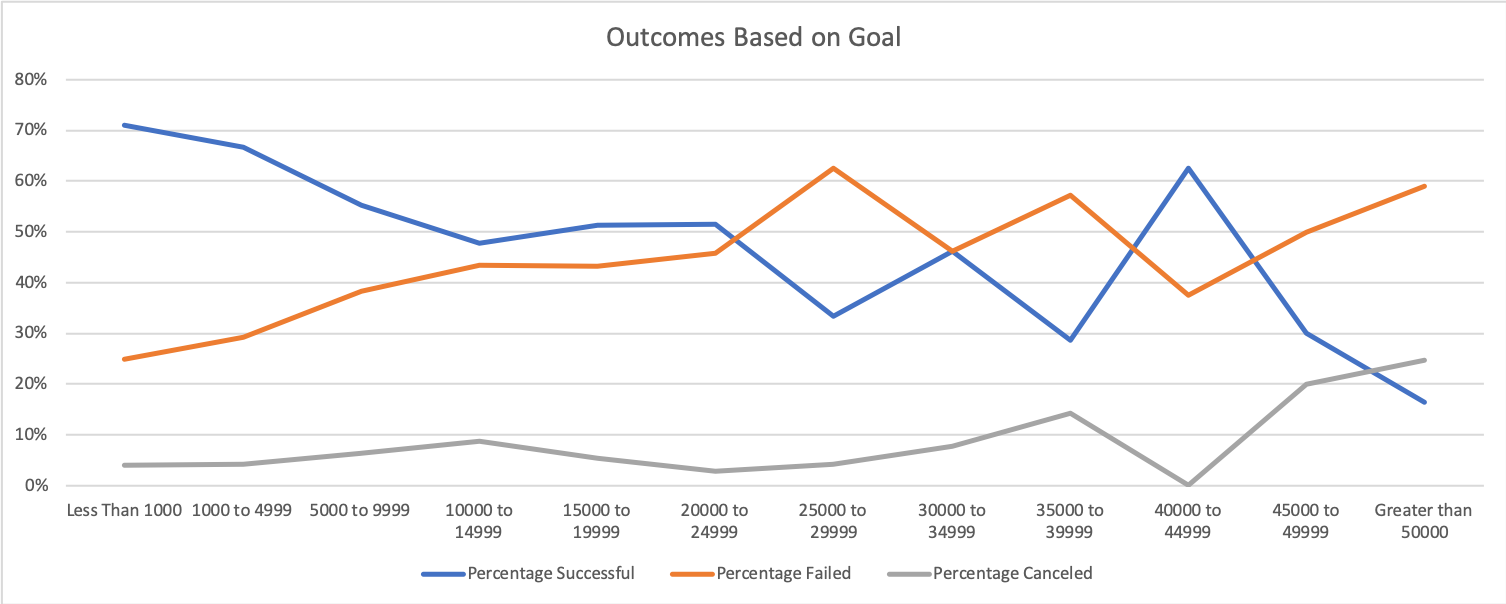 Outcomes Based on Goal
80%
70%
60%
50%
40%
30%
20%
10%
0%
Less Than 1000
1000 to 4999
5000 to 9999
10000 to
14999
15000 to
19999
20000 to
24999
25000 to
29999
30000 to
34999
35000 to
39999
40000 to
44999
45000 to
49999
Greater than
50000
Percentage Successful
Percentage Failed
Percentage Canceled